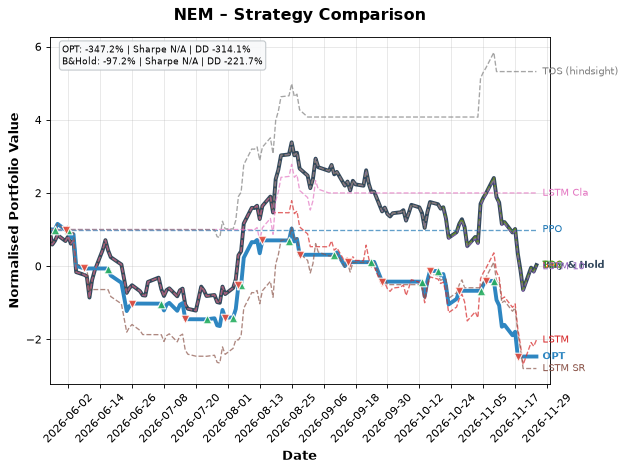 NEM – Strategy Comparison
OPT: -347.2% | Sharpe N/A | DD -314.1%
B&Hold: -97.2% | Sharpe N/A | DD -221.7%
Normalised Portfolio Value
6
4
2
0
−2
TOS (hindsight)
LSTM Cla
PPO
Buy & Hold
LSTM
OPT
LSTM SR
2026-06-02
2026-06-14
2026-06-26
2026-07-08
2026-07-20
2026-08-01
2026-08-13
2026-08-25
2026-09-06
2026-09-18
2026-09-30
2026-10-12
2026-10-24
2026-11-05
2026-11-17
2026-11-29
Date